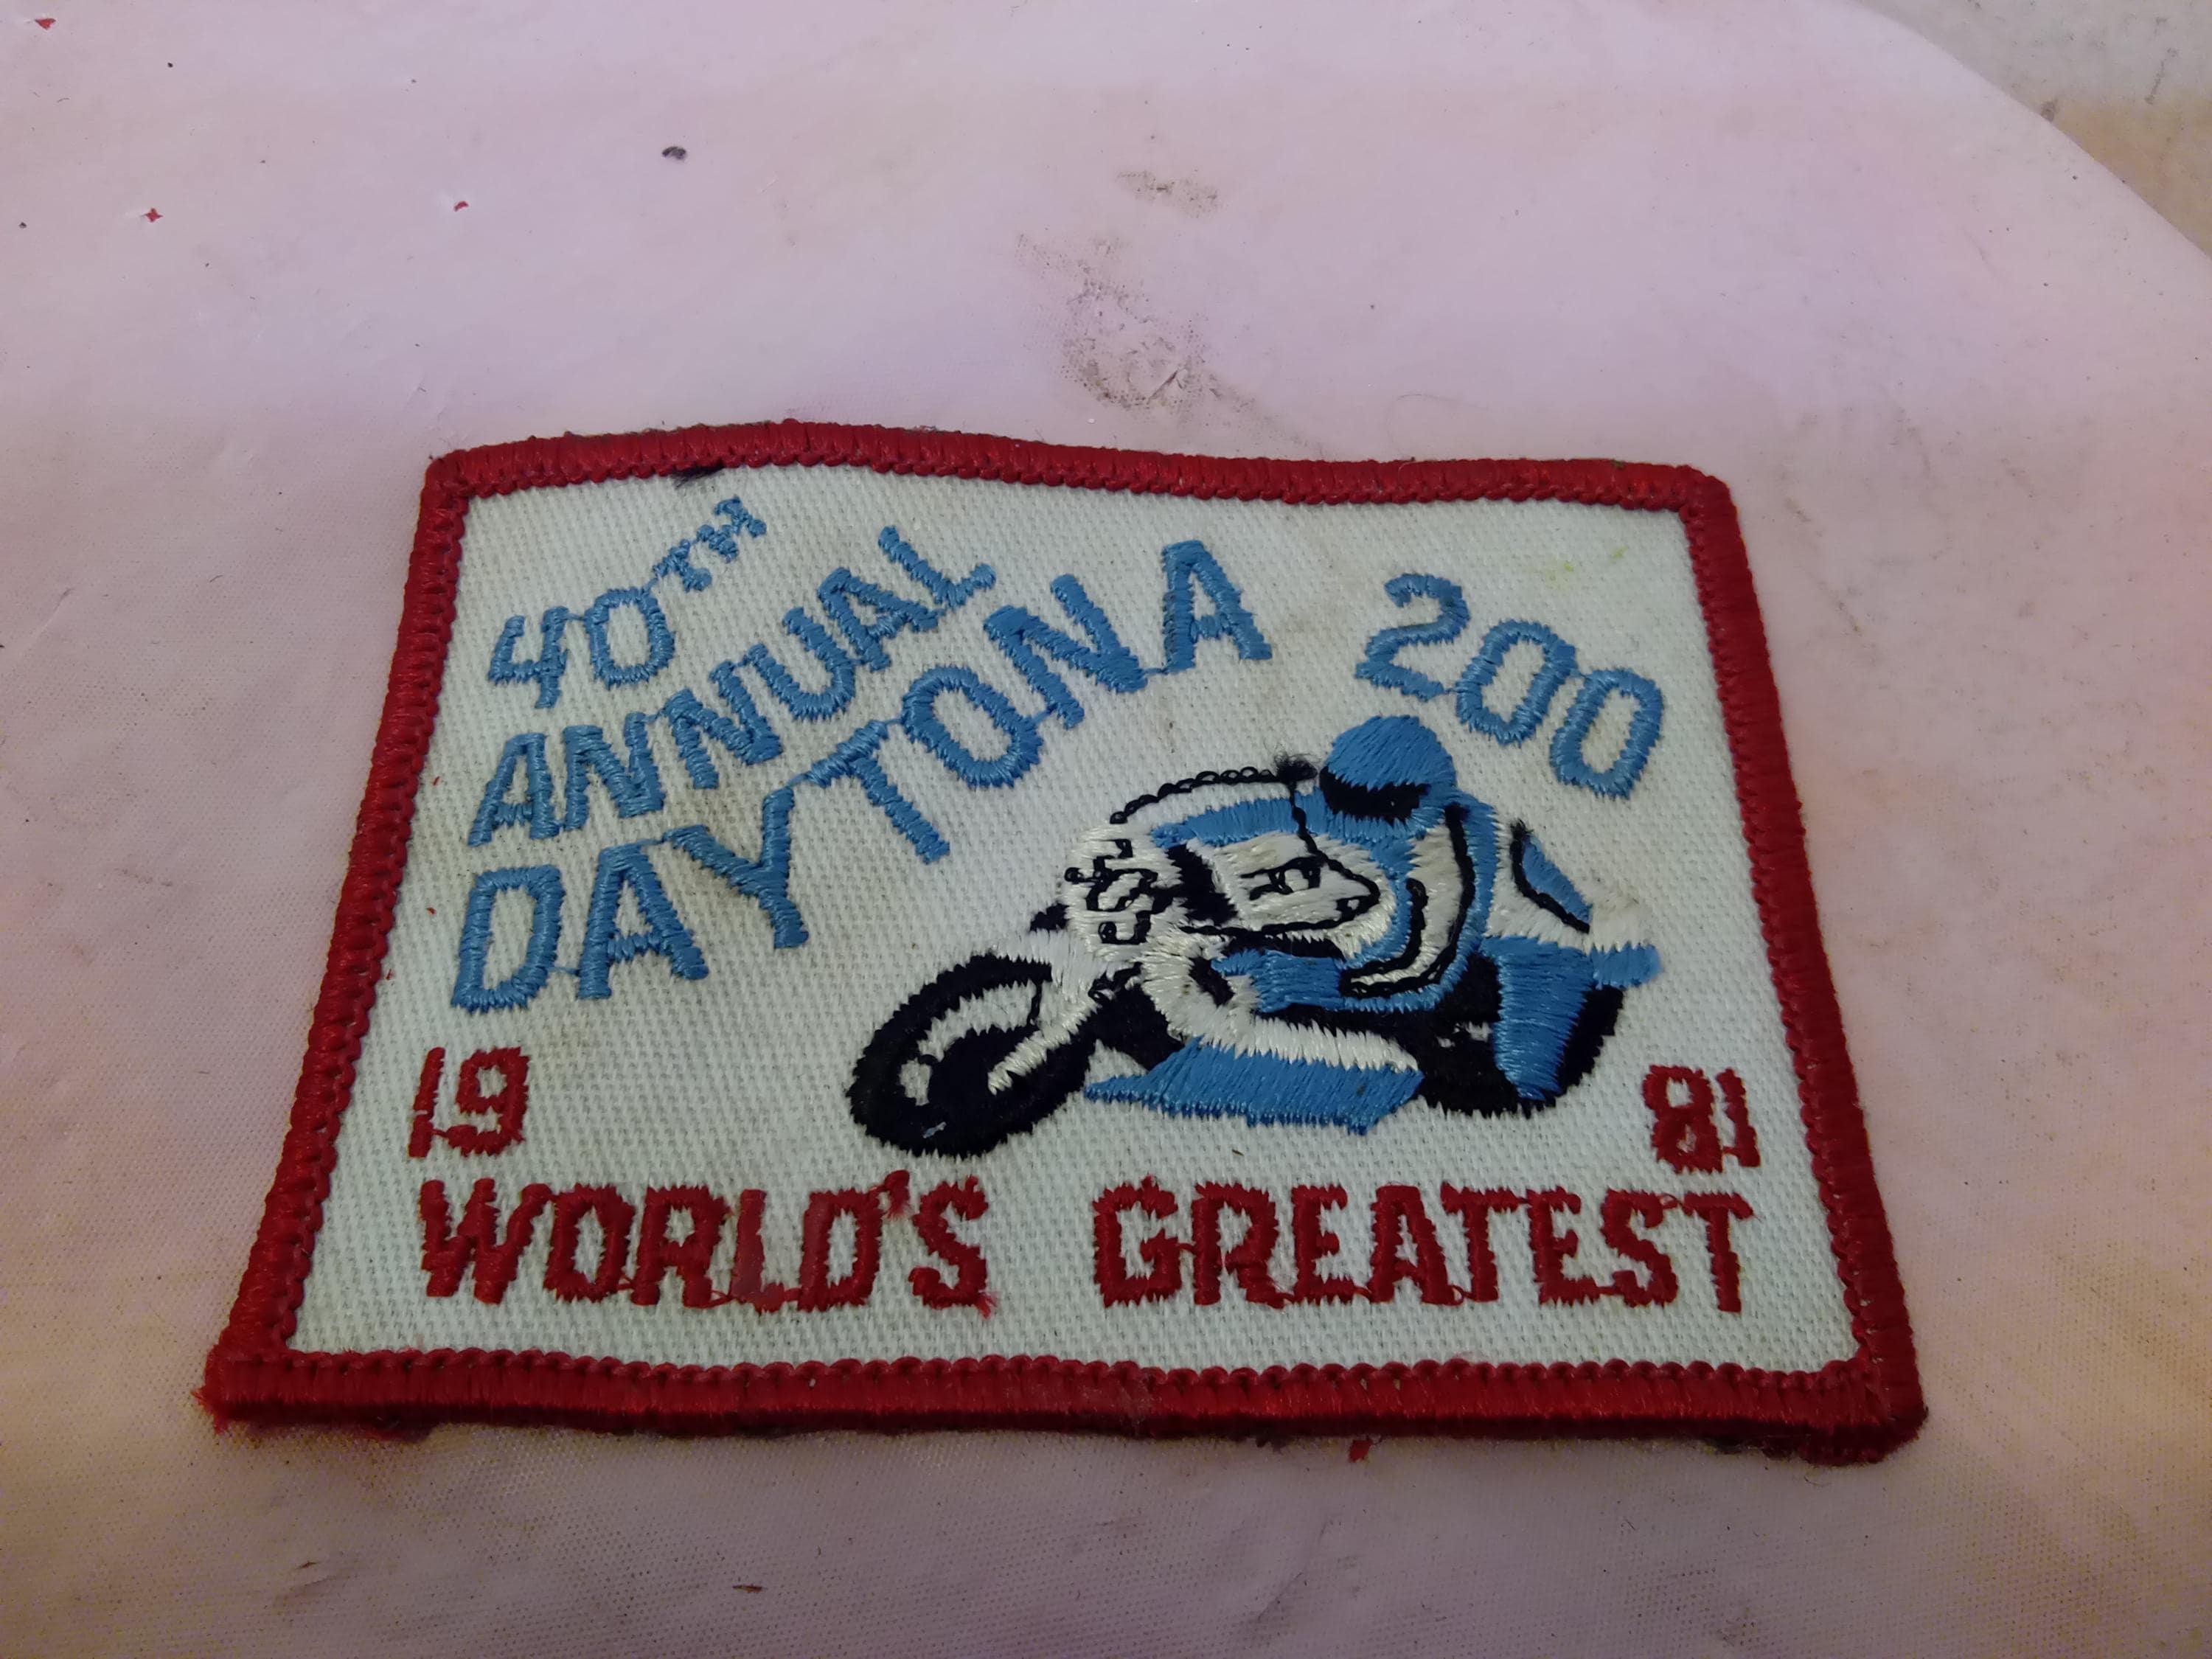 40TH
ANNUAL
DAYTONA 200
19 81
WORLD'S GREATEST